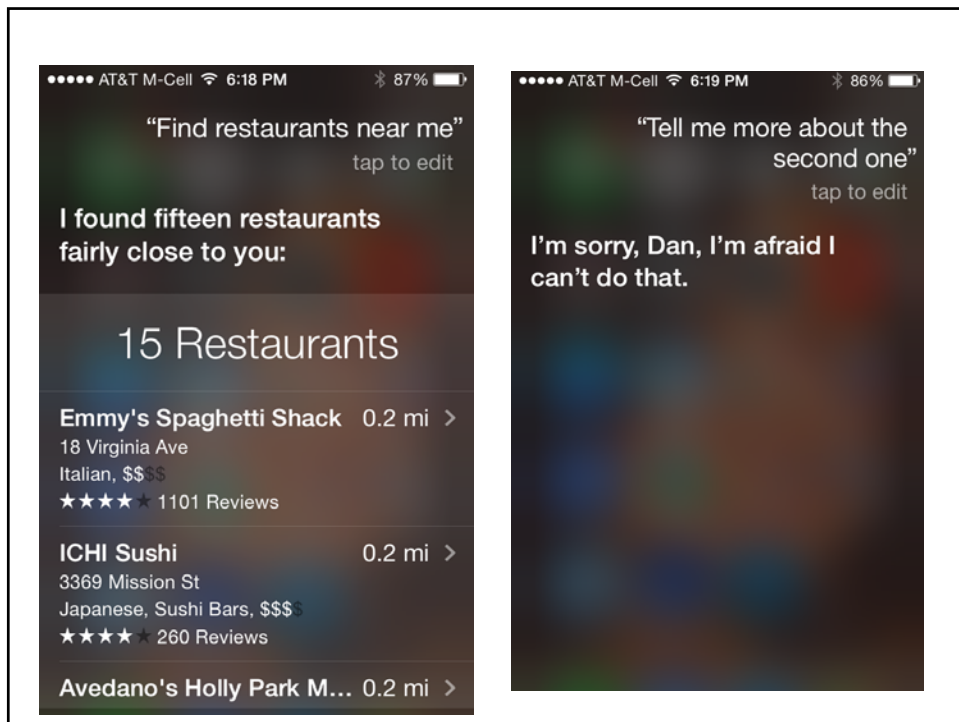 ●●●●● AT&T M-Cell 6:18 PM 87%
“Find restaurants near me”
tap to edit
I found fifteen restaurants
fairly close to you:
15 Restaurants
Emmy's Spaghetti Shack 0.2 mi >
18 Virginia Ave
Italian, $$$$
★★★★★ 1101 Reviews
ICHI Sushi 0.2 mi >
3369 Mission St
Japanese, Sushi Bars, $$$$
★★★★★ 260 Reviews
Avedano's Holly Park M... 0.2 mi >
●●●●● AT&T M-Cell 6:19 PM 86%
“Tell me more about the
second one”
tap to edit
I’m sorry, Dan, I’m afraid I
can’t do that.